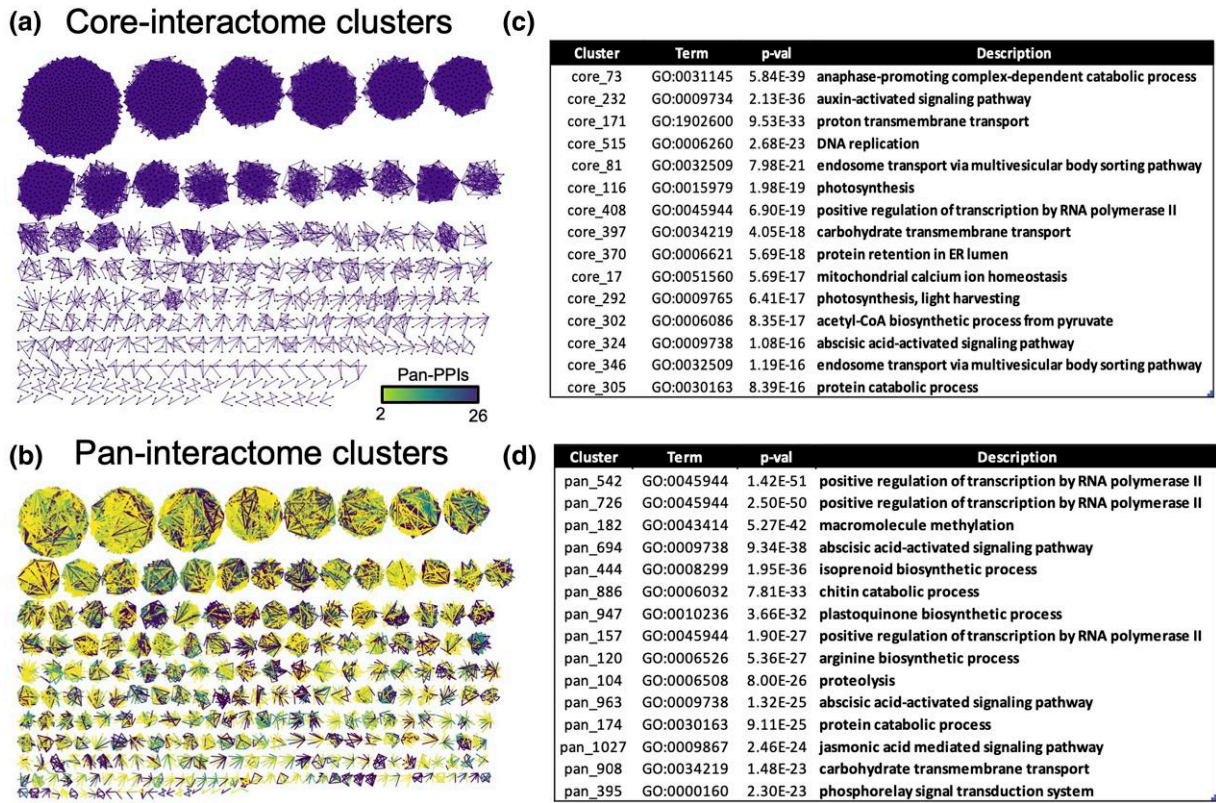 (a) Core-interactome clusters
Pan-PPIs
2 26
(b) Pan-interactome clusters
(c)
Cluster Term p-val Description
core_73 GO:0031145 5.84E-39 anaphase-promoting complex-dependent catabolic process
core_232 GO:0009734 2.13E-36 auxin-activated signaling pathway
core_171 GO:1902600 9.53E-33 proton transmembrane transport
core_515 GO:0006260 2.68E-23 DNA replication
core_81 GO:0032509 7.98E-21 endosome transport via multivesicular body sorting pathway
core_116 GO:0015979 1.98E-19 photosynthesis
core_408 GO:0045944 6.90E-19 positive regulation of transcription by RNA polymerase II
core_397 GO:0034219 4.05E-18 carbohydrate transmembrane transport
core_370 GO:0006621 5.69E-18 protein retention in ER lumen
core_17 GO:0051560 5.69E-17 mitochondrial calcium ion homeostasis
core_292 GO:0009765 6.41E-17 photosynthesis, light harvesting
core_302 GO:0006086 8.35E-17 acetyl-CoA biosynthetic process from pyruvate
core_324 GO:0009738 1.08E-16 abscisic acid-activated signaling pathway
core_346 GO:0032509 1.19E-16 endosome transport via multivesicular body sorting pathway
core_305 GO:0030163 8.39E-16 protein catabolic process
(d)
Cluster Term p-val Description
pan_542 GO:0045944 1.42E-51 positive regulation of transcription by RNA polymerase II
pan_726 GO:0045944 2.50E-50 positive regulation of transcription by RNA polymerase II
pan_182 GO:0043414 5.27E-42 macromolecule methylation
pan_694 GO:0009738 9.34E-38 abscisic acid-activated signaling pathway
pan_444 GO:0008299 1.95E-36 isoprenoid biosynthetic process
pan_886 GO:0006032 7.81E-33 chitin catabolic process
pan_947 GO:0010236 3.66E-32 plastoquinone biosynthetic process
pan_157 GO:0045944 1.90E-27 positive regulation of transcription by RNA polymerase II
pan_120 GO:0006526 5.36E-27 arginine biosynthetic process
pan_104 GO:0006508 8.00E-26 proteolysis
pan_963 GO:0009738 1.32E-25 abscisic acid-activated signaling pathway
pan_174 GO:0030163 9.11E-25 protein catabolic process
pan_1027 GO:0009867 2.46E-24 jasmonic acid mediated signaling pathway
pan_908 GO:0034219 1.48E-23 carbohydrate transmembrane transport
pan_395 GO:0000160 2.30E-23 phosphorelay signal transduction system